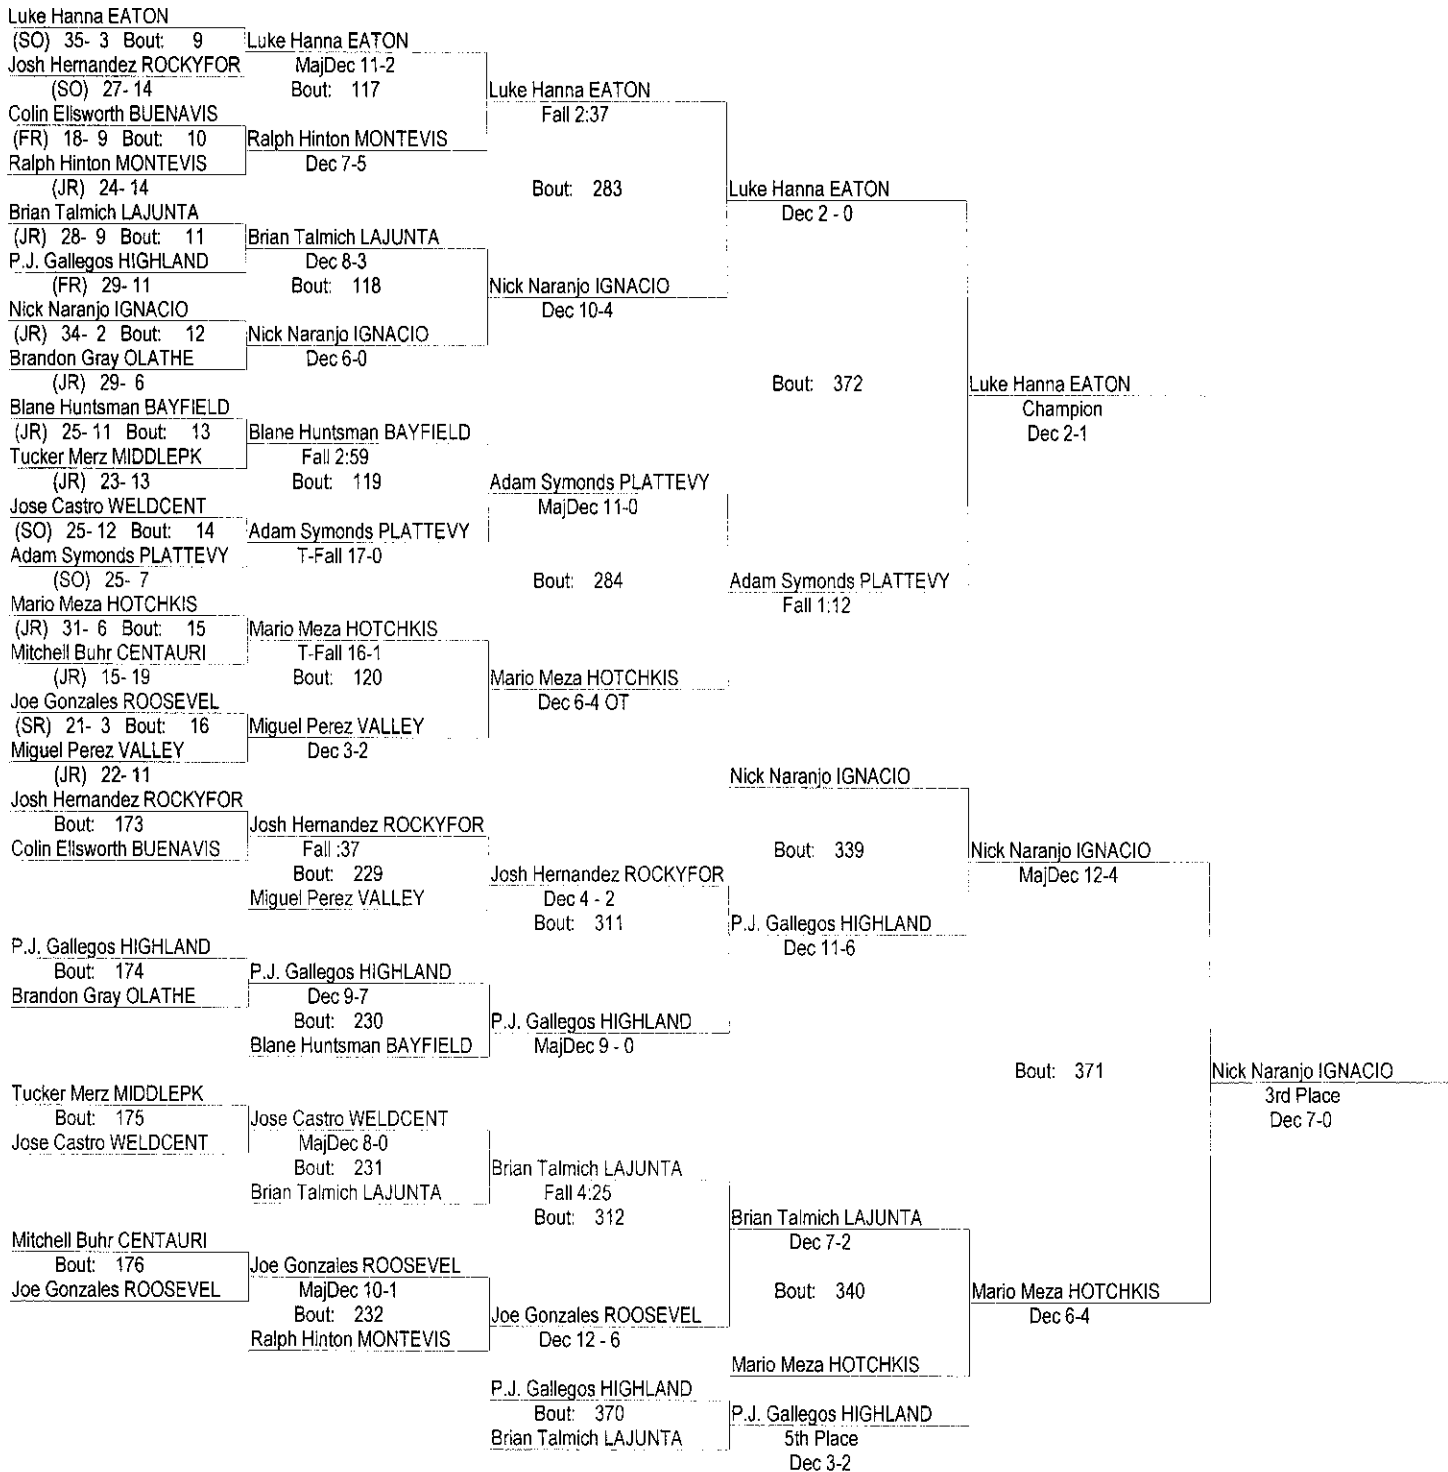 Luke Hanna EATON
(SO) 35- 3 Bout: 9
Josh Hernandez ROCKYFOR
(SO) 27- 14
Colin Ellsworth BUENAVIS
(FR) 18- 9 Bout: 10
Ralph Hinton MONTEVIS
(JR) 24- 14
Brian Talmich LAJUNTA
(JR) 28- 9 Bout: 11
P.J. Gallegos HIGHLAND
(FR) 29- 11
Nick Naranjo IGNACIO
(JR) 34- 2 Bout: 12
Brandon Gray OLATHE
(JR) 29- 6
Blane Huntsman BAYFIELD
(JR) 25- 11 Bout: 13
Tucker Merz MIDDLEPK
(JR) 23- 13
Jose Castro WELDCENT
(SO) 25- 12 Bout: 14
Adam Symonds PLATTEVY
(SO) 25- 7
Mario Meza HOTCHKIS
(JR) 31- 6 Bout: 15
Mitchell Buhr CENTAURI
(JR) 15- 19
Joe Gonzales ROOSEVEL
(SR) 21- 3 Bout: 16
Miguel Perez VALLEY
(JR) 22- 11
Luke Hanna EATON
MajDec 11-2
Bout: 117
Ralph Hinton MONTEVIS
Dec 7-5
Brian Talmich LAJUNTA
Dec 8-3
Bout: 118
Nick Naranjo IGNACIO
Dec 6-0
Blane Huntsman BAYFIELD
Fall 2:59
Bout: 119
Adam Symonds PLATTEVY
T-Fall 17-0
Mario Meza HOTCHKIS
T-Fall 16-1
Bout: 120
Miguel Perez VALLEY
Dec 3-2
Luke Hanna EATON
Fall 2:37
Bout: 283
Nick Naranjo IGNACIO
Dec 10-4
Adam Symonds PLATTEVY
MajDec 11-0
Bout: 284
Mario Meza HOTCHKIS
Dec 6-4 OT
Luke Hanna EATON
Dec 2 - 0
Bout: 372
Adam Symonds PLATTEVY
Fall 1:12
Luke Hanna EATON
Champion
Dec 2-1
Josh Hernandez ROCKYFOR
Bout: 173
Colin Ellsworth BUENAVIS
P.J. Gallegos HIGHLAND
Bout: 174
Brandon Gray OLATHE
Tucker Merz MIDDLEPK
Bout: 175
Jose Castro WELDCENT
Mitchell Buhr CENTAURI
Bout: 176
Joe Gonzales ROOSEVEL
Josh Hernandez ROCKYFOR
Fall :37
Bout: 229
Miguel Perez VALLEY
P.J. Gallegos HIGHLAND
Dec 9-7
Bout: 230
Blane Huntsman BAYFIELD
Jose Castro WELDCENT
MajDec 8-0
Bout: 231
Brian Talmich LAJUNTA
Joe Gonzales ROOSEVEL
MajDec 10-1
Bout: 232
Ralph Hinton MONTEVIS
Josh Hernandez ROCKYFOR
Dec 4 - 2
Bout: 311
P.J. Gallegos HIGHLAND
MajDec 9 - 0
Brian Talmich LAJUNTA
Fall 4:25
Bout: 312
Joe Gonzales ROOSEVEL
Dec 12 - 6
Nick Naranjo IGNACIO
Bout: 339
P.J. Gallegos HIGHLAND
Dec 11-6
Brian Talmich LAJUNTA
Dec 7-2
Bout: 340
Mario Meza HOTCHKIS
Nick Naranjo IGNACIO
MajDec 12-4
Bout: 371
Mario Meza HOTCHKIS
Dec 6-4
Nick Naranjo IGNACIO
3rd Place
Dec 7-0
P.J. Gallegos HIGHLAND
Bout: 370
Brian Talmich LAJUNTA
P.J. Gallegos HIGHLAND
5th Place
Dec 3-2